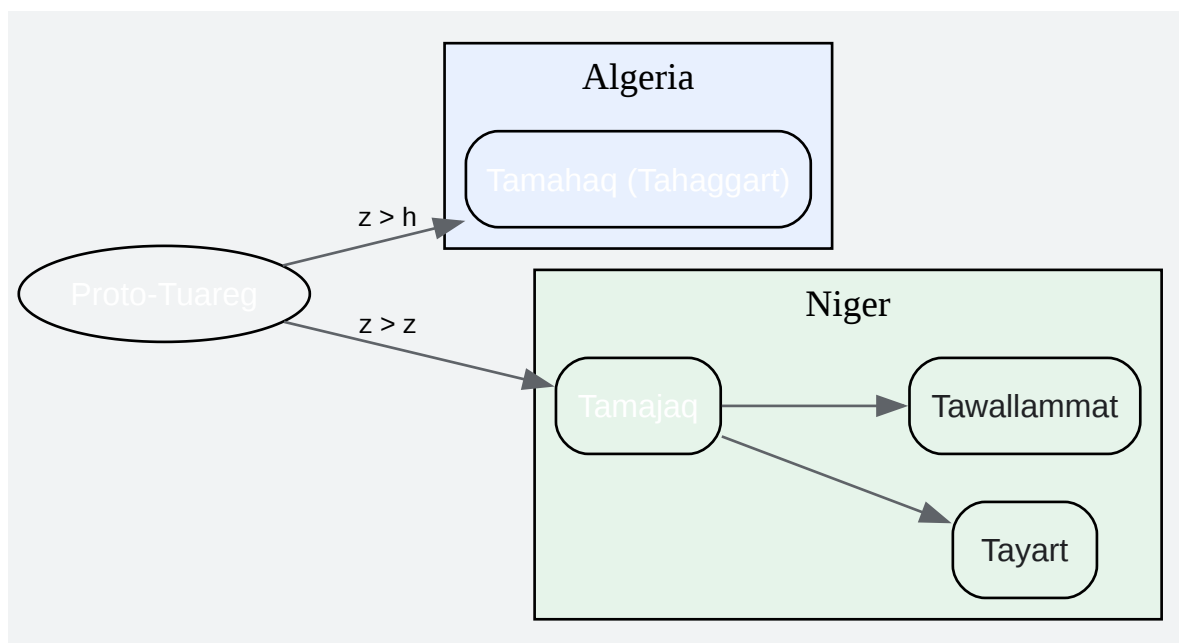 Algeria
Tamahaq (Tahaggart)
z > h
Proto-Tuareg
z > z
Niger
Tamajaq
Tawallammat
Tayart